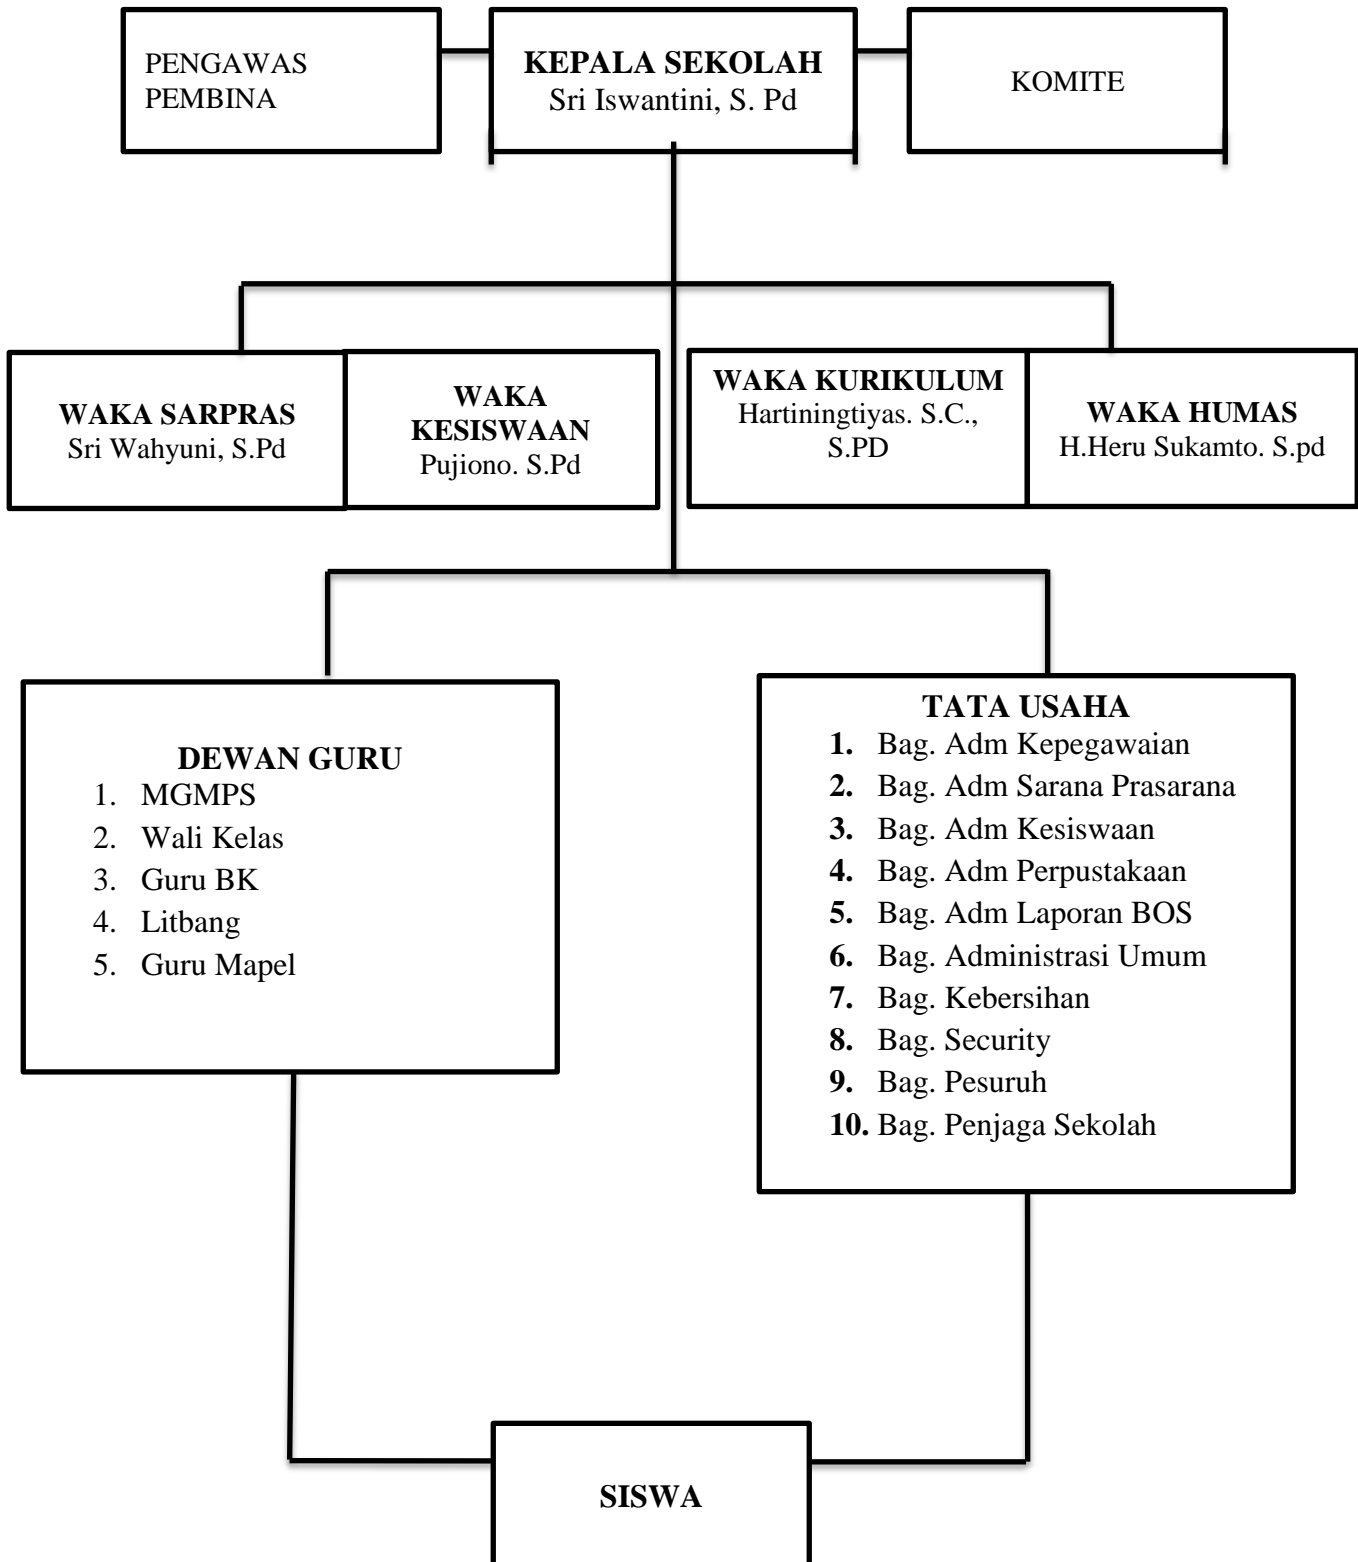 PENGAWAS
PEMBINA
KEPALA SEKOLAH
Sri Iswantini, S. Pd
KOMITE
WAKA SARPRAS
Sri Wahyuni, S.Pd
WAKA
KESISWAAN
Pujiono. S.Pd
WAKA KURIKULUM
Hartiningtiyas. S.C.,
S.PD
WAKA HUMAS
H.Heru Sukamto. S.pd
DEWAN GURU
1. MGMPS
2. Wali Kelas
3. Guru BK
4. Litbang
5. Guru Mapel
TATA USAHA
1. Bag. Adm Kepegawaian
2. Bag. Adm Sarana Prasarana
3. Bag. Adm Kesiswaan
4. Bag. Adm Perpustakaan
5. Bag. Adm Laporan BOS
6. Bag. Administrasi Umum
7. Bag. Kebersihan
8. Bag. Security
9. Bag. Pesuruh
10. Bag. Penjaga Sekolah
SISWA